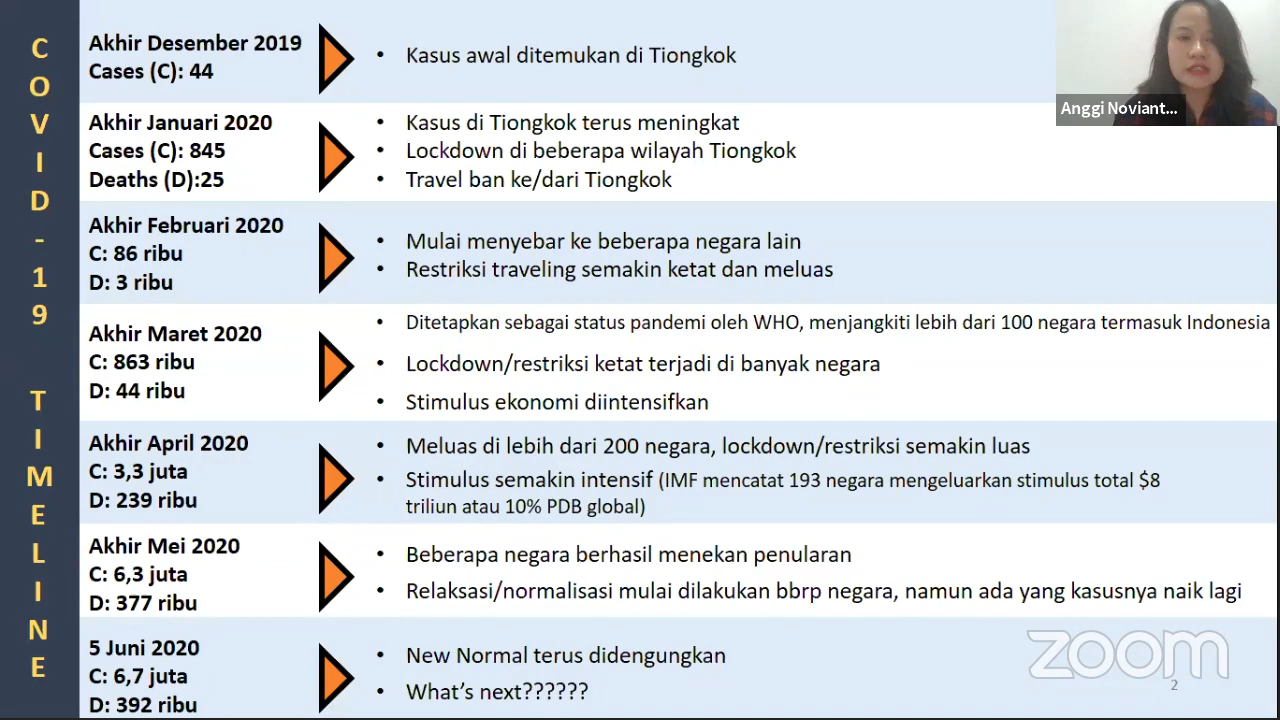 COVID-19 TIMELINE
Akhir Desember 2019
Cases (C): 44
• Kasus awal ditemukan di Tiongkok
Anggi Noviant...
Akhir Januari 2020
Cases (C): 845
Deaths (D):25
• Kasus di Tiongkok terus meningkat
• Lockdown di beberapa wilayah Tiongkok
• Travel ban ke/dari Tiongkok
Akhir Februari 2020
C: 86 ribu
D: 3 ribu
• Mulai menyebar ke beberapa negara lain
• Restriksi traveling semakin ketat dan meluas
Akhir Maret 2020
C: 863 ribu
D: 44 ribu
• Ditetapkan sebagai status pandemi oleh WHO, menjangkiti lebih dari 100 negara termasuk Indonesia
• Lockdown/restriksi ketat terjadi di banyak negara
• Stimulus ekonomi diintensifkan
Akhir April 2020
C: 3,3 juta
D: 239 ribu
• Meluas di lebih dari 200 negara, lockdown/restriksi semakin luas
• Stimulus semakin intensif (IMF mencatat 193 negara mengeluarkan stimulus total $8
triliun atau 10% PDB global)
Akhir Mei 2020
C: 6,3 juta
D: 377 ribu
• Beberapa negara berhasil menekan penularan
• Relaksasi/normalisasi mulai dilakukan bbrp negara, namun ada yang kasusnya naik lagi
5 Juni 2020
C: 6,7 juta
D: 392 ribu
• New Normal terus didengungkan
• What's next??????
zoom
2